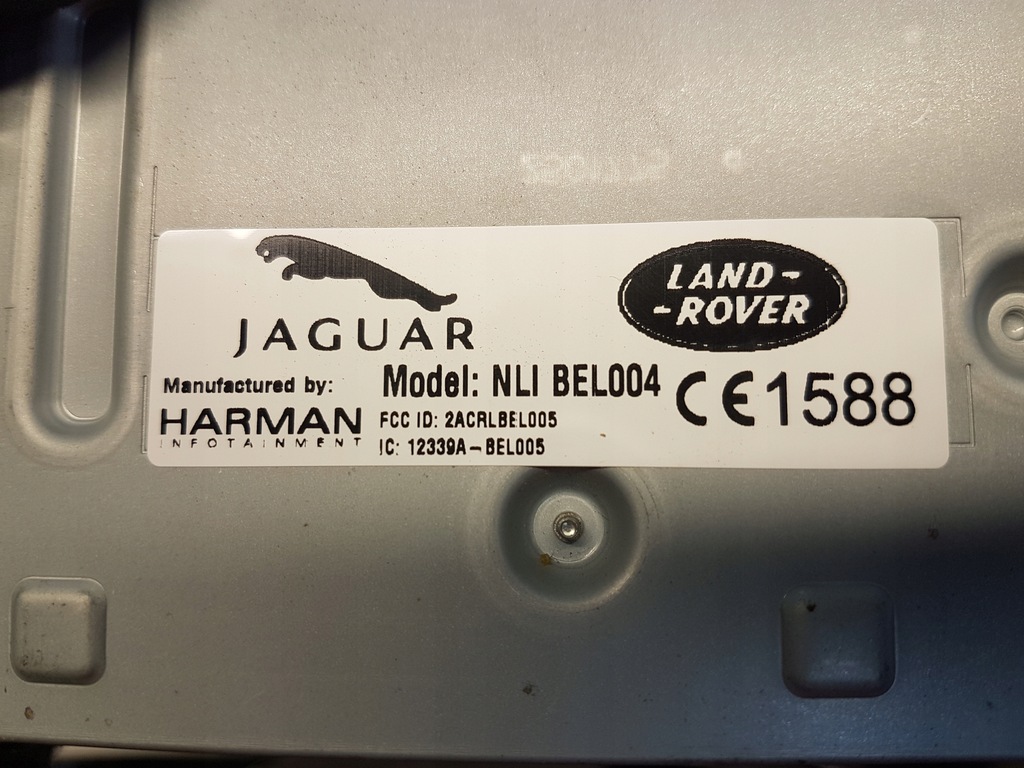 JAGUAR
LAND-
-ROVER
Manufactured by:
HARMAN
INFOTAINMENT
Model: NLI BEL004
FCC ID: 2ACRLBEL005
IC: 12339A-BEL005
CE1588